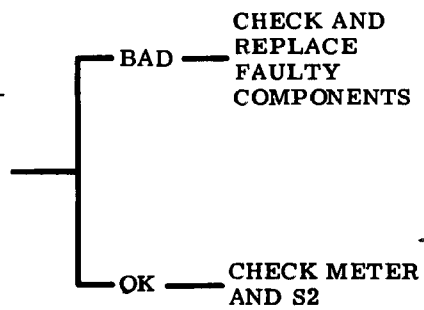 BAD
CHECK AND
REPLACE
FAULTY
COMPONENTS
OK
CHECK METER
AND S2